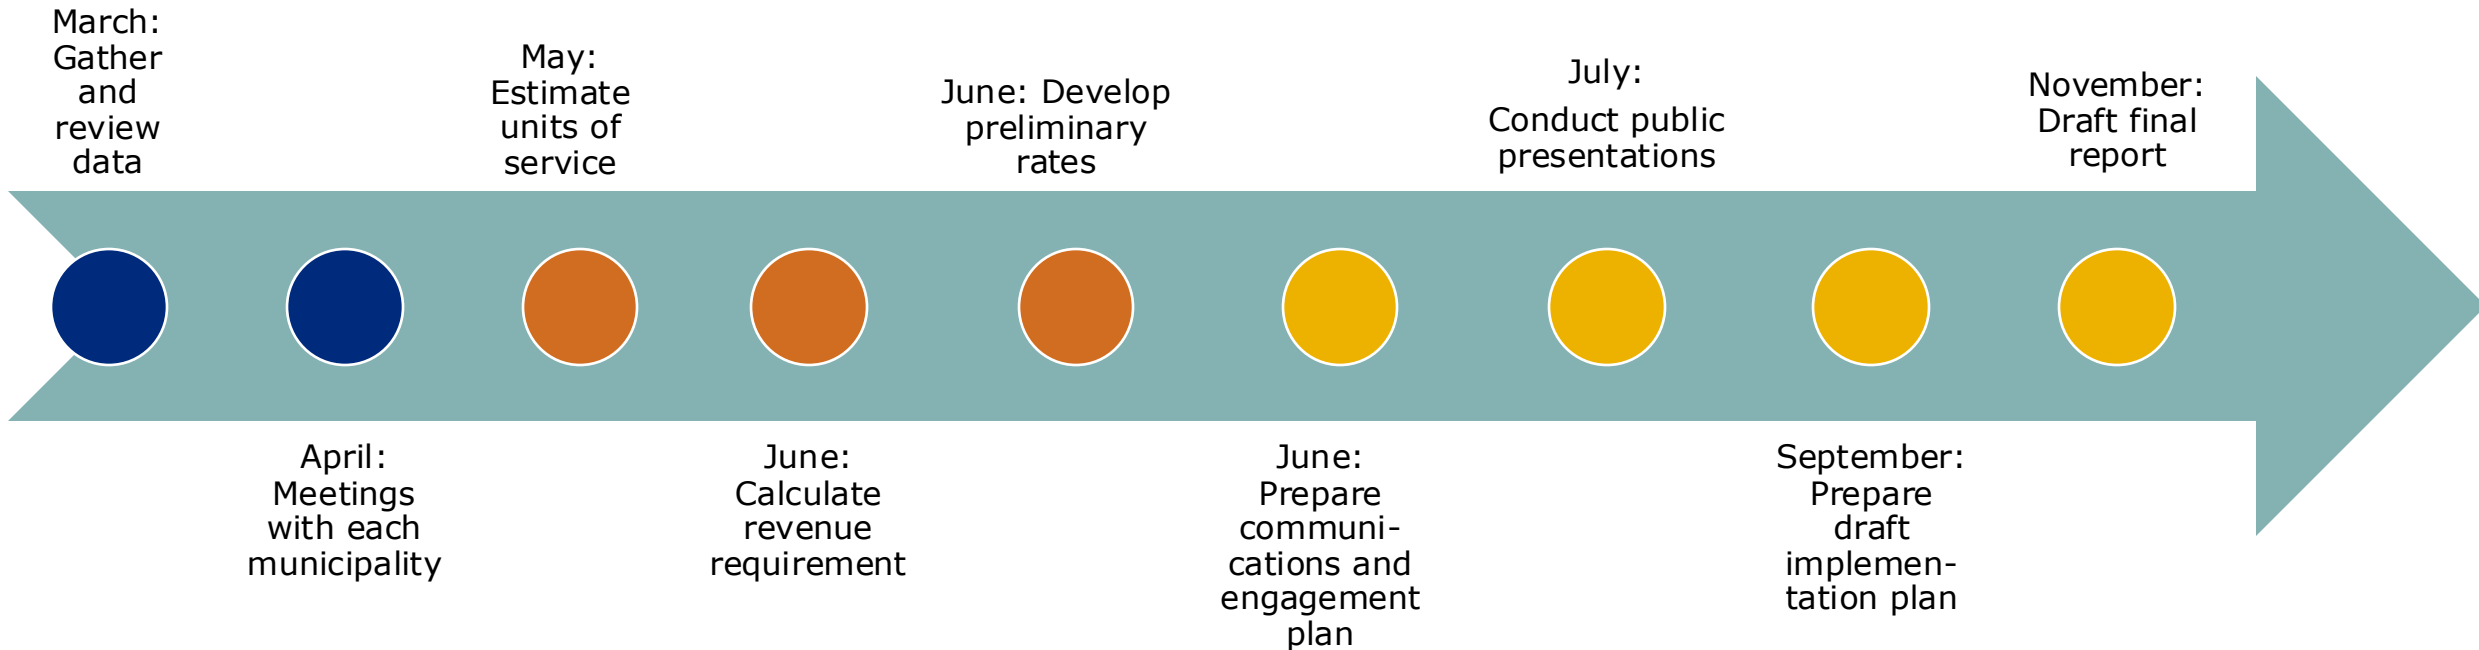 March:
Gather
and
review
data
April:
Meetings
with each
municipality
May:
Estimate
units of
service
June:
Calculate
revenue
requirement
June: Develop
preliminary
rates
June:
Prepare
communi-
cations and
engagement
plan
July:
Conduct public
presentations
September:
Prepare
draft
implemen-
tation plan
November:
Draft final
report